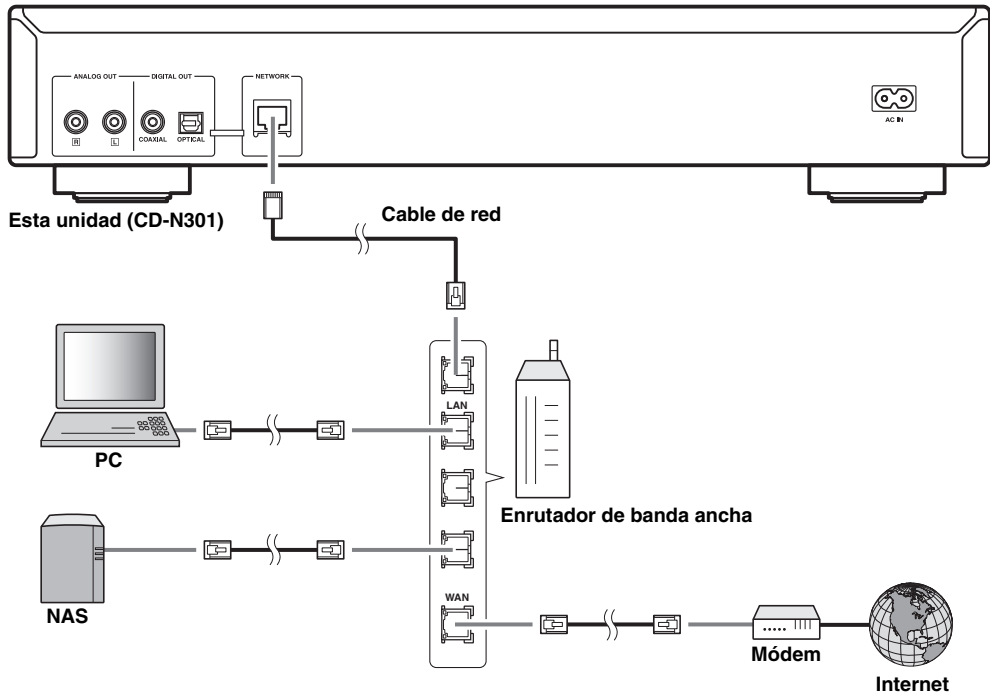 ANALOG OUT
DIGITAL OUT
NETWORK
R
L
COAXIAL
OPTICAL
AC IN
Esta unidad (CD-N301)
Cable de red
LAN
PC
Enrutador de banda ancha
NAS
WAN
Módem
Internet